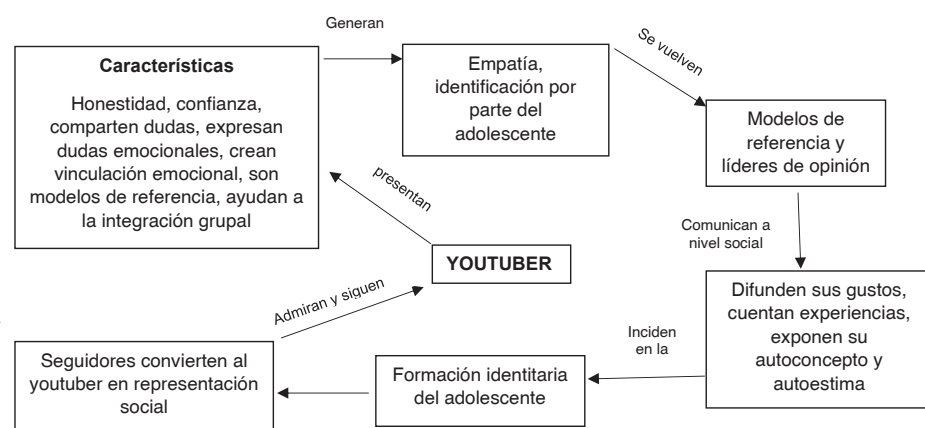 Generan
Características
Honestidad, confianza,
comparten dudas, expresan
dudas emocionales, crean
vinculación emocional, son
modelos de referencia, ayudan a
la integración grupal
Empatía,
identificación por
parte del
adolescente
Se vuelven
Modelos de
referencia y
líderes de opinión
presentan
Comunican a
nivel social
YOUTUBER
Admiran y siguen
Difunden sus gustos,
cuentan experiencias,
exponen su
autoconcepto y
autoestima
Inciden
en la
Formación identitaria
del adolescente
Seguidores convierten al
youtuber en representación
social